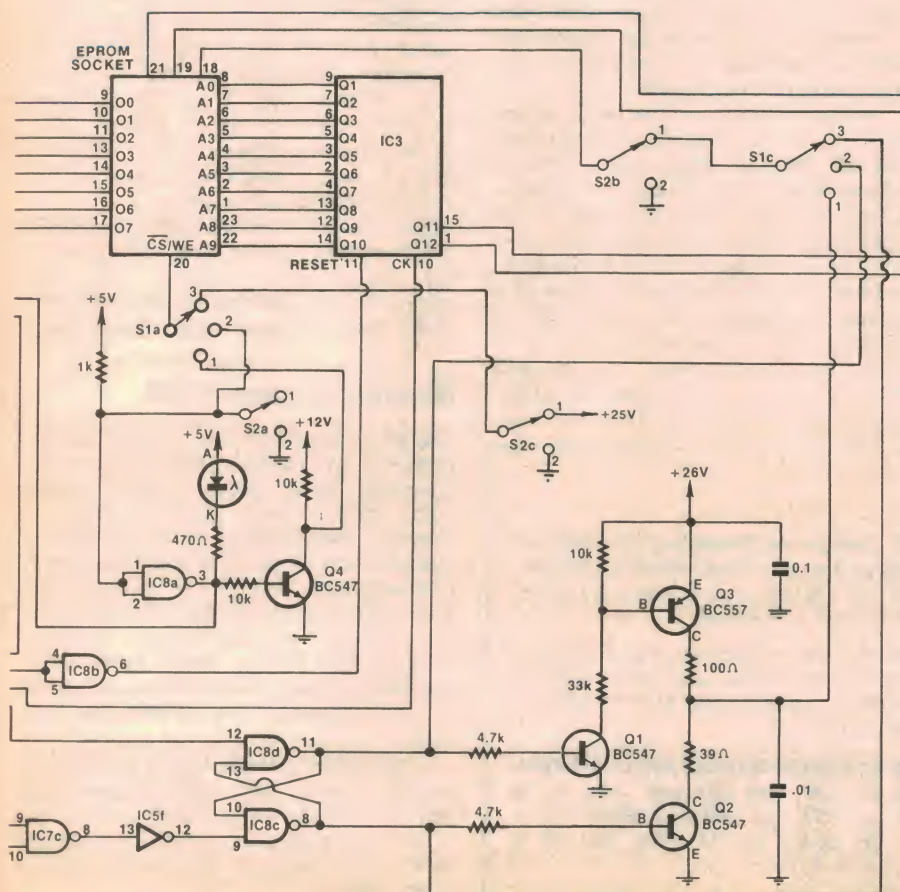 EPROM
SOCKET
21 19 18
9 O0 A0 8 9 Q1
10 O1 A1 7 7 Q2
11 O2 A2 6 6 Q3 IC3
13 O3 A3 5 5 Q4
14 O4 A4 4 3 Q5
15 O5 A5 3 2 Q6
16 O6 A6 2 4 Q7
17 O7 A7 1 13 Q8
A8 23 12 Q9 Q11 15
CS/WE A9 22 14 Q10 Q12 1
20 RESET 11 CK 10
S2b 1 2
S1c 3 2 1
+5V
S1a 3 2 1
1k
S2a 1 2
+5V
+12V
S2c 1 2 +25V
A
λ
K
10k
470Ω
+26V
1 2 IC8a 3
10k
Q4
BC547
10k
0.1
B E C
Q3
BC557
4 5 IC8b 6
33k
100Ω
12 13 IC8d 11
4.7k
Q1
BC547
39Ω
.01
10 9 IC8c 8
4.7k
B C E
Q2
BC547
9 10 IC7c 8
13 IC5f 12